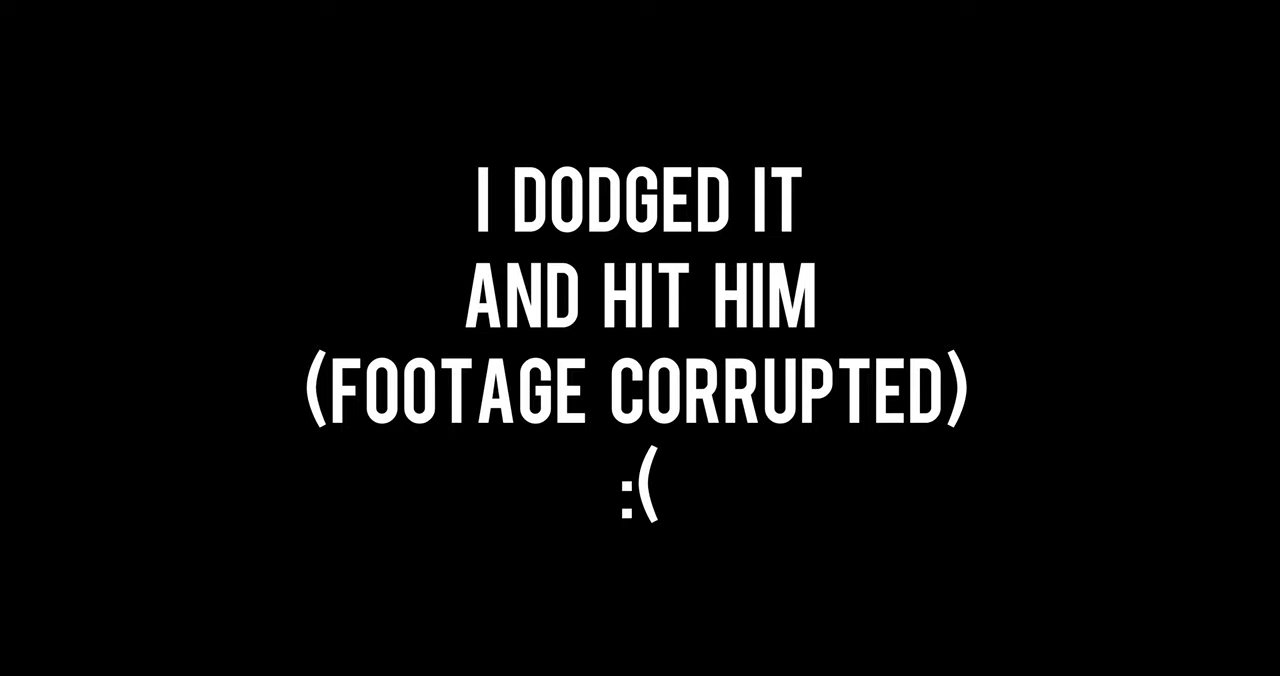 I DODGED IT
AND HIT HIM
(FOOTAGE CORRUPTED)
:(